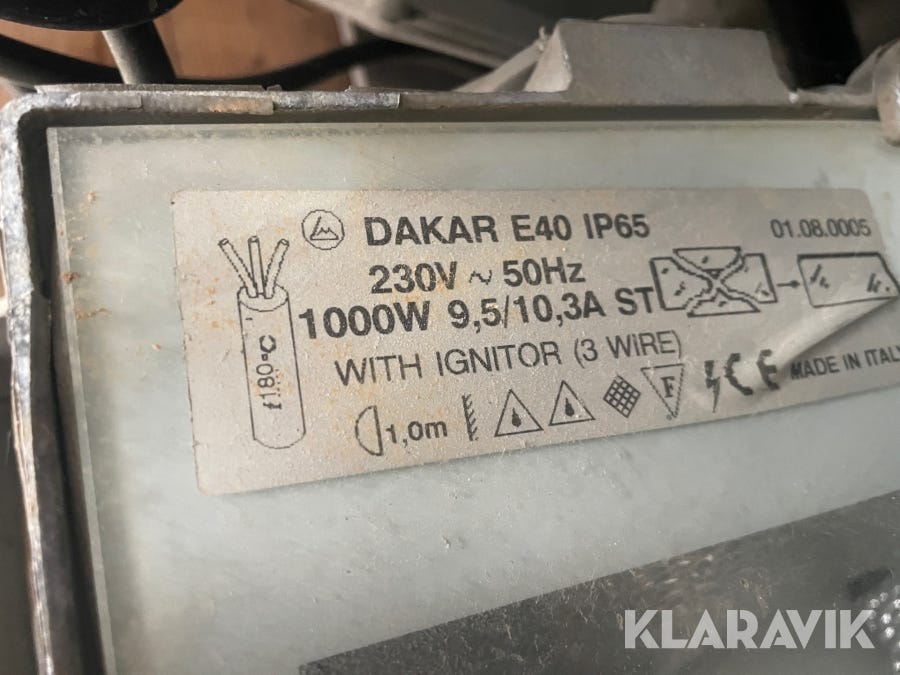 DAKAR E40 IP65
01.08.0005
230V ~ 50Hz
1000W 9,5/10,3A ST
WITH IGNITOR (3 WIRE)
t180°C
1,0m
F
CE
MADE IN ITALY
KLARAVIK